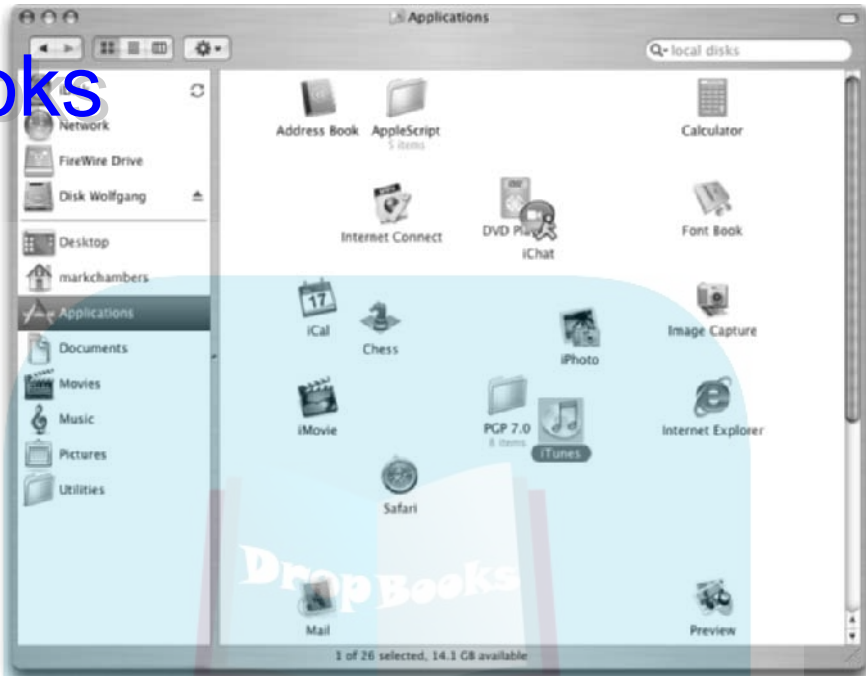 Applications
local disks
oks
Network
FireWire Drive
Disk Wolfgang
Desktop
markchambers
Applications
Documents
Movies
Music
Pictures
Utilities
Address Book
AppleScript
5 items
Calculator
Internet Connect
DVD
iChat
Font Book
17
iCal
Chess
iPhoto
Image Capture
iMovie
PGP 7.0
8 items
iTunes
Internet Explorer
Safari
DropBooks
Mail
Preview
1 of 26 selected, 14.1 GB available